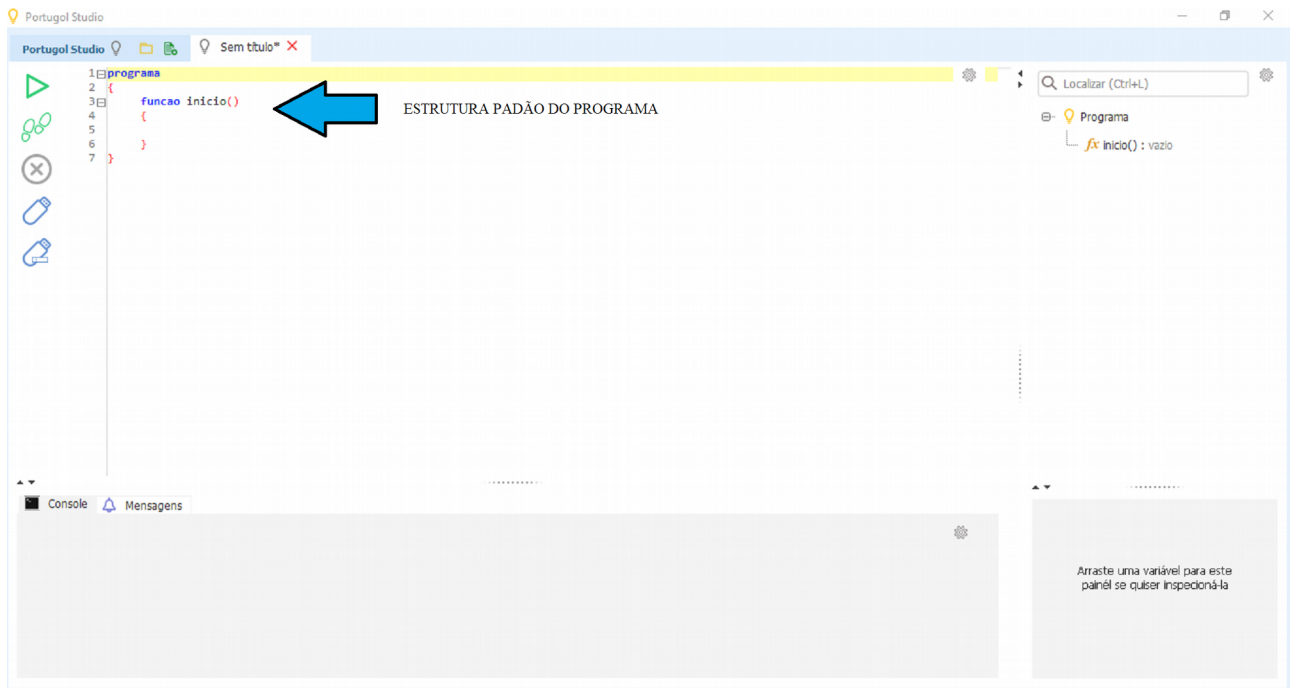 Portugol Studio
Portugol Studio
Sem título* X
1 programa
2 {
3 funcao inicio()
4 {
5
6 }
7 }
ESTRUTURA PADÃO DO PROGRAMA
Localizar (Ctrl+L)
Programa
fx inicio() : vazio
Console
Mensagens
Arraste uma variável para este
painél se quiser inspecioná-la